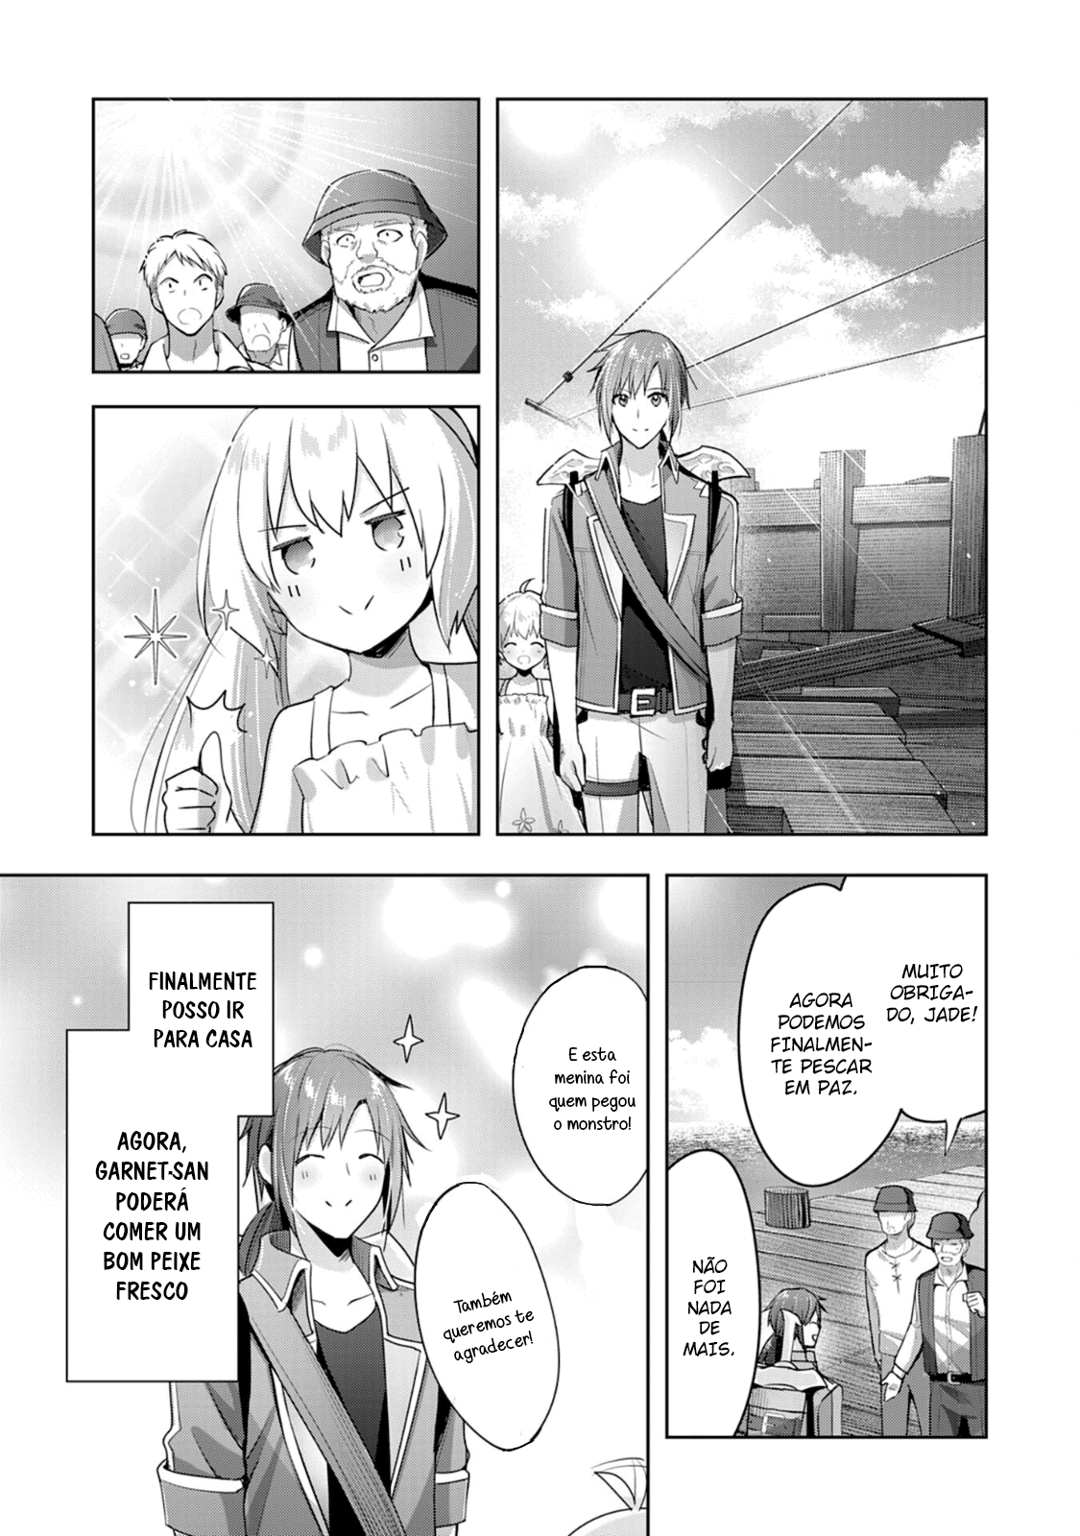 MUITO
OBRIGA-
DO, JADE!
AGORA
PODEMOS
FINALMEN-
TE PESCAR
EM PAZ.
NÃO
FOI
NADA
DE
MAIS.
E esta
menina foi
quem pegou
o monstro!
Também
queremos te
agradecer!
FINALMENTE
POSSO IR
PARA CASA
AGORA,
GARNET-SAN
PODERÁ
COMER UM
BOM PEIXE
FRESCO